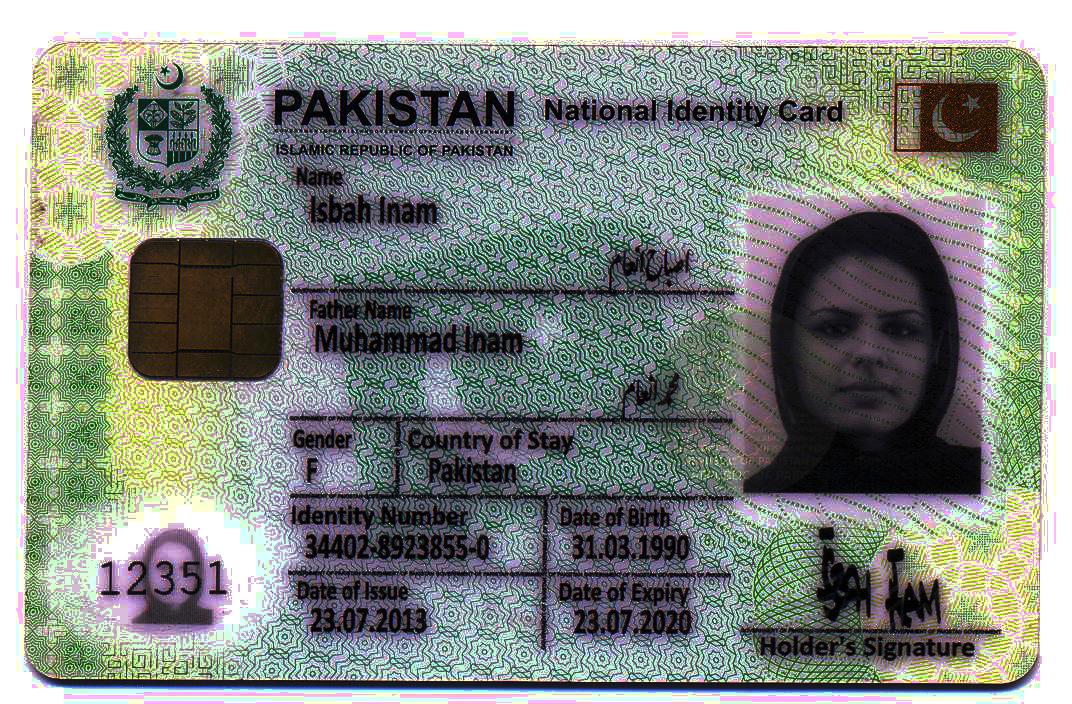 PAKISTAN National Identity Card
ISLAMIC REPUBLIC OF PAKISTAN
Name
Isbah Inam
اصباح انعام
Father Name
Muhammad Inam
محمد انعام
Gender Country of Stay
F Pakistan
Identity Number Date of Birth
34402-8923855-0 31.03.1990
Date of Issue Date of Expiry
23.07.2013 23.07.2020
12351
Holder's Signature